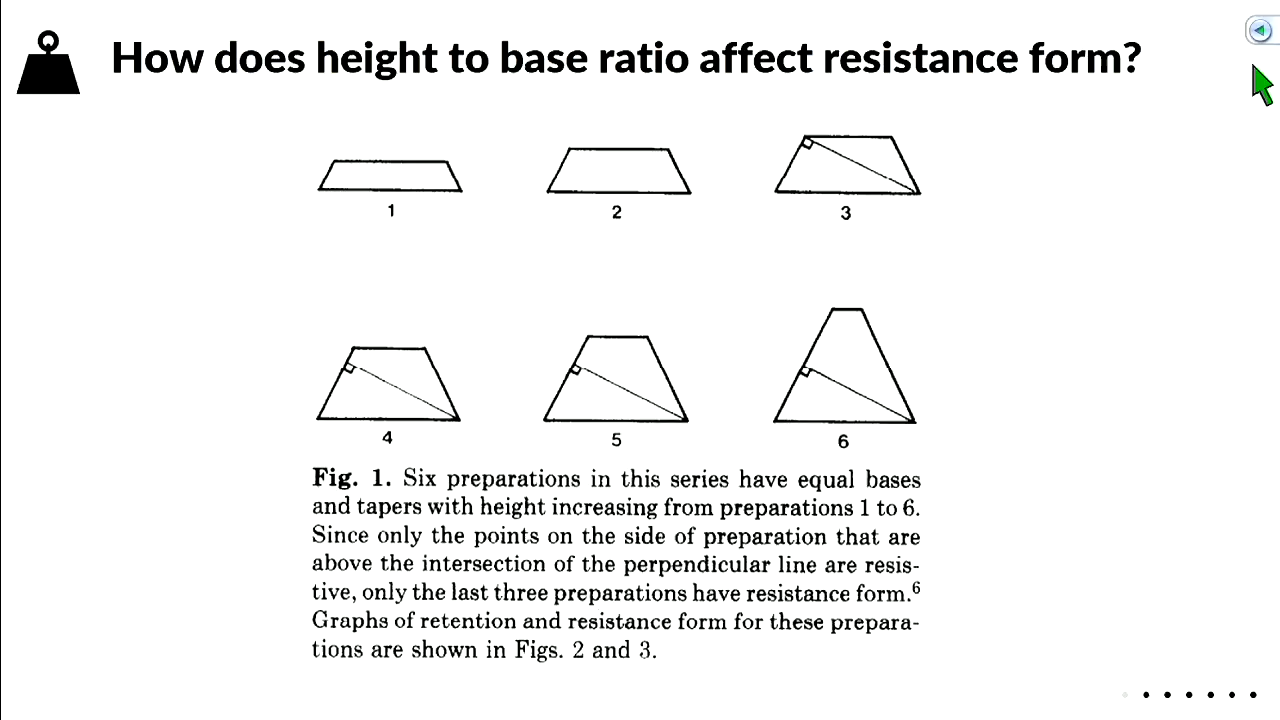 How does height to base ratio affect resistance form?
1
2
3
4
5
6
Fig. 1. Six preparations in this series have equal bases
and tapers with height increasing from preparations 1 to 6.
Since only the points on the side of preparation that are
above the intersection of the perpendicular line are resis-
tive, only the last three preparations have resistance form.⁶
Graphs of retention and resistance form for these prepara-
tions are shown in Figs. 2 and 3.